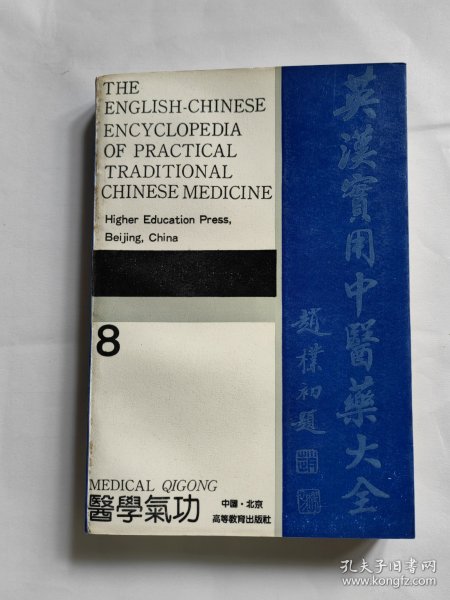 THE
ENGLISH-CHINESE
ENCYCLOPEDIA
OF PRACTICAL
TRADITIONAL
CHINESE MEDICINE
Higher Education Press,
Beijing, China
8
MEDICAL QIGONG
醫學氣功
中國·北京
高等教育出版社
英漢實用中醫藥大全
趙樸初題
孔夫子旧书网
www.kongfz.com